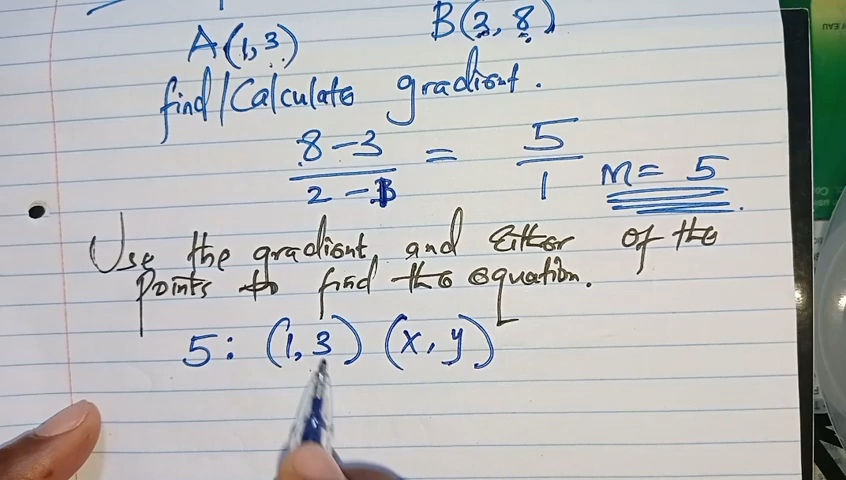 A(1,3) B(2,8)
find/Calculate gradient.
8-3 / 2-1 = 5/1 M= 5
Use the gradient and Either of the
points to find the equation.
5: (1,3) (x,y)